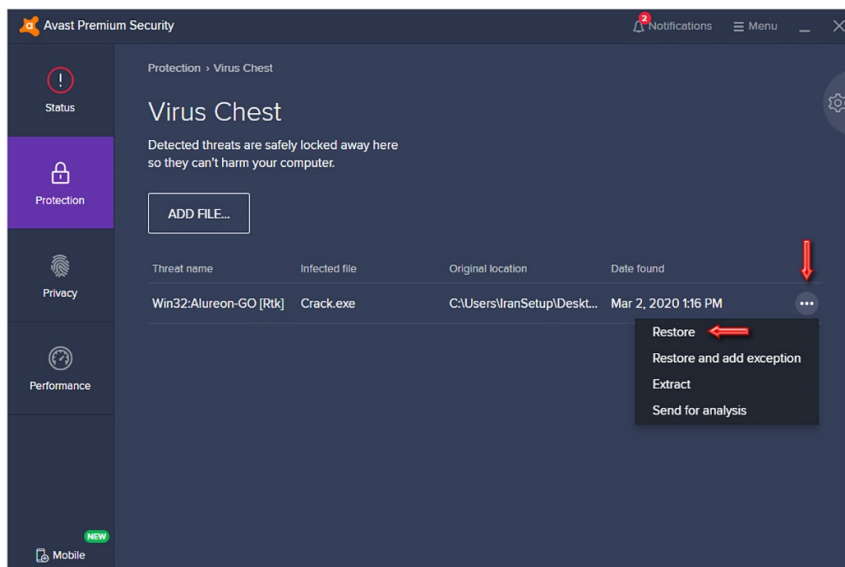 Avast Premium Security
2
Notifications
Menu
Status
Protection
Privacy
Performance
NEW
Mobile
Protection › Virus Chest
Virus Chest
Detected threats are safely locked away here
so they can't harm your computer.
ADD FILE...
Threat name Infected file Original location Date found
Win32:Alureon-GO [Rtk] Crack.exe C:\Users\IranSetup\Deskt... Mar 2, 2020 1:16 PM
Restore
Restore and add exception
Extract
Send for analysis